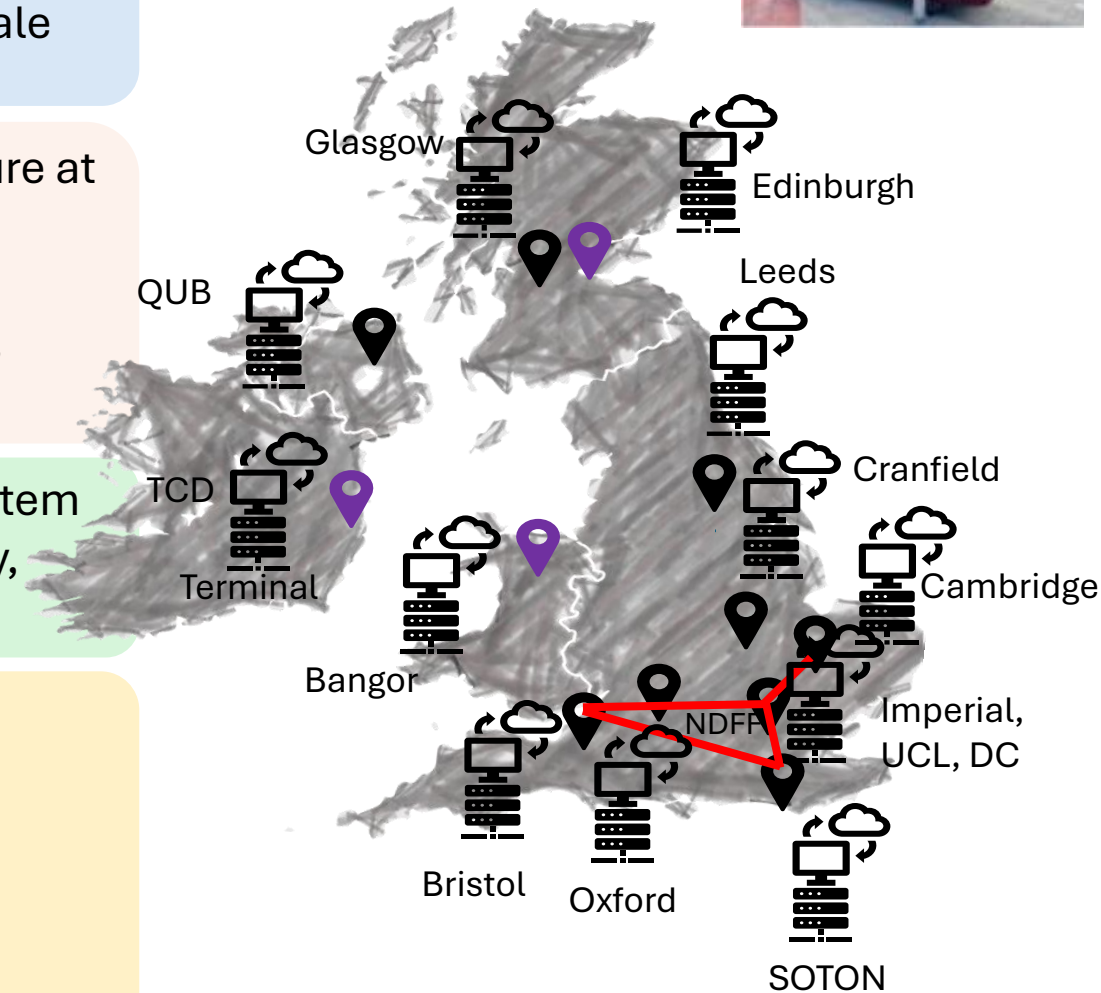 ale
ure at
tem
y,
Glasgow
Edinburgh
QUB
Leeds
TCD
Cranfield
Terminal
Cambridge
Bangor
NDFF
Imperial,
UCL, DC
Bristol
Oxford
SOTON